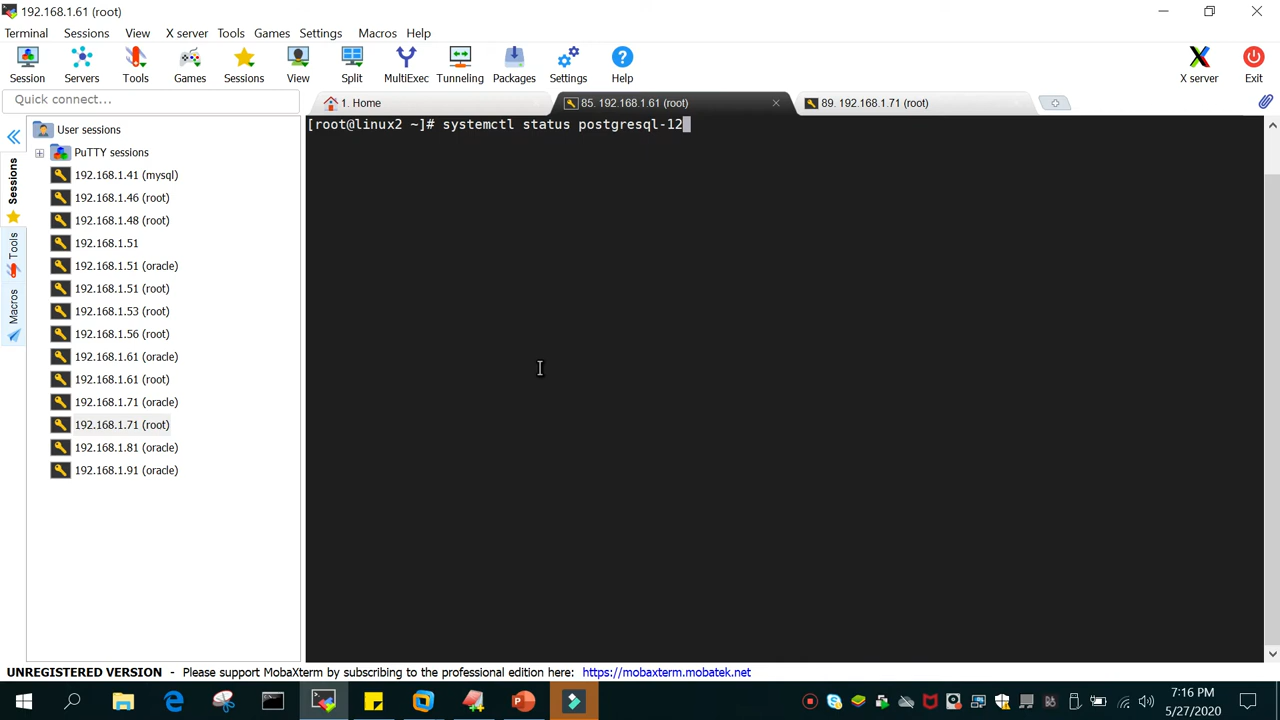 192.168.1.61 (root)
Terminal Sessions View X server Tools Games Settings Macros Help
Session Servers Tools Games Sessions View Split MultiExec Tunneling Packages Settings Help X server Exit
Quick connect...
1. Home
85. 192.168.1.61 (root)
89. 192.168.1.71 (root)
User sessions
PuTTY sessions
192.168.1.41 (mysql)
192.168.1.46 (root)
192.168.1.48 (root)
192.168.1.51
192.168.1.51 (oracle)
192.168.1.51 (root)
192.168.1.53 (root)
192.168.1.56 (root)
192.168.1.61 (oracle)
192.168.1.61 (root)
192.168.1.71 (oracle)
192.168.1.71 (root)
192.168.1.81 (oracle)
192.168.1.91 (oracle)
Sessions
Tools
Macros
[root@linux2 ~]# systemctl status postgresql-12
UNREGISTERED VERSION - Please support MobaXterm by subscribing to the professional edition here: https://mobaxterm.mobatek.net
7:16 PM
5/27/2020